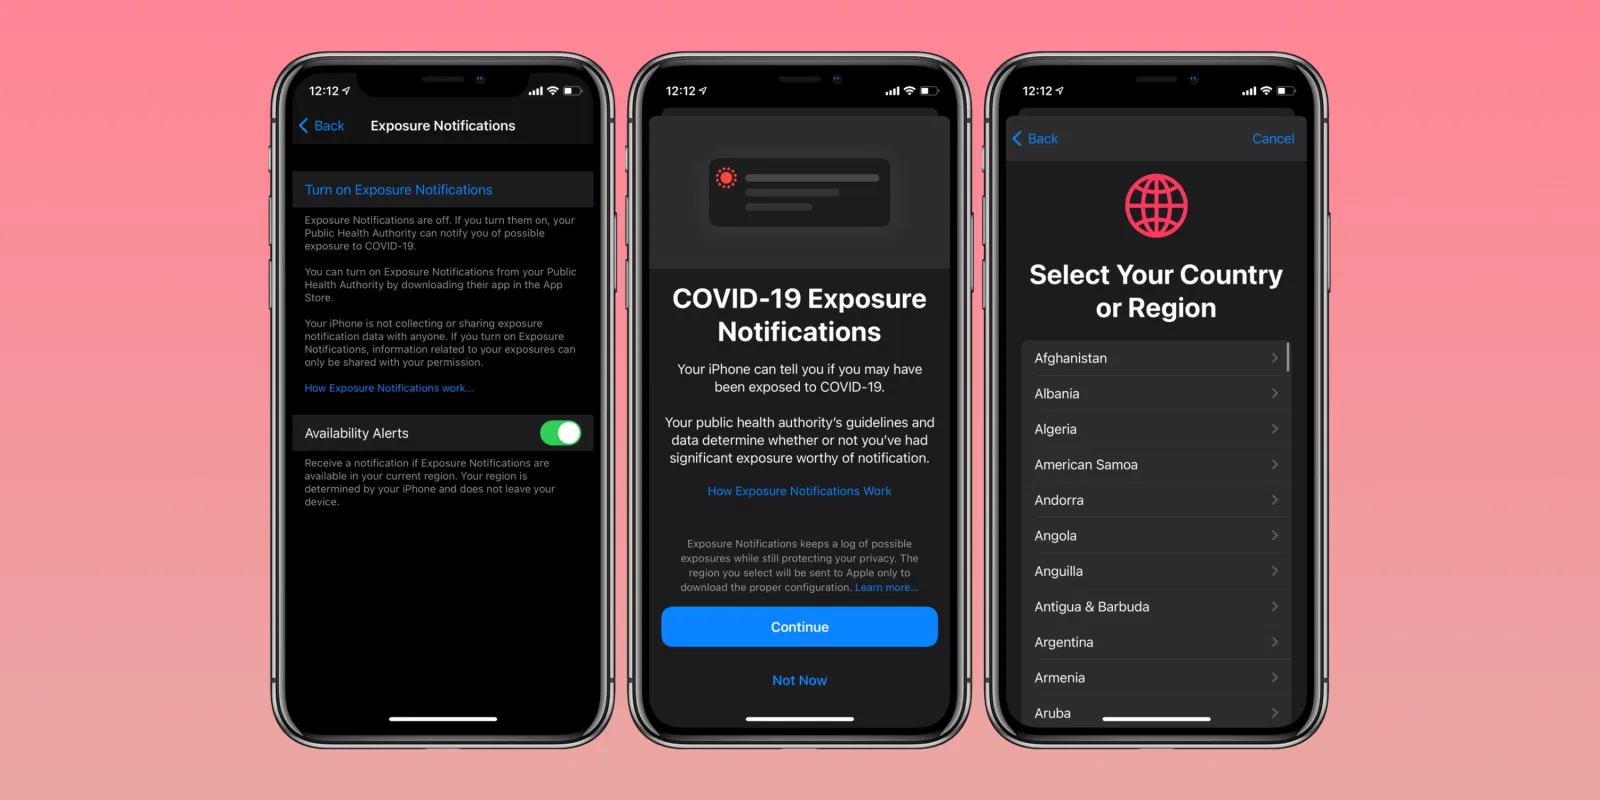 12:12
Back
Exposure Notifications
Turn on Exposure Notifications
Exposure Notifications are off. If you turn them on, your
Public Health Authority can notify you of possible
exposure to COVID-19.
You can turn on Exposure Notifications from your Public
Health Authority by downloading their app in the App
Store.
Your iPhone is not collecting or sharing exposure
notification data with anyone. If you turn on Exposure
Notifications, information related to your exposures can
only be shared with your permission.
How Exposure Notifications work...
Availability Alerts
Receive a notification if Exposure Notifications are
available in your current region. Your region is
determined by your iPhone and does not leave your
device.
12:12
COVID-19 Exposure
Notifications
Your iPhone can tell you if you may have
been exposed to COVID-19.
Your public health authority’s guidelines and
data determine whether or not you’ve had
significant exposure worthy of notification.
How Exposure Notifications Work
Exposure Notifications keeps a log of possible
exposures while still protecting your privacy. The
region you select will be sent to Apple only to
download the proper configuration. Learn more...
Continue
Not Now
12:12
Back
Cancel
Select Your Country
or Region
Afghanistan
Albania
Algeria
American Samoa
Andorra
Angola
Anguilla
Antigua & Barbuda
Argentina
Armenia
Aruba